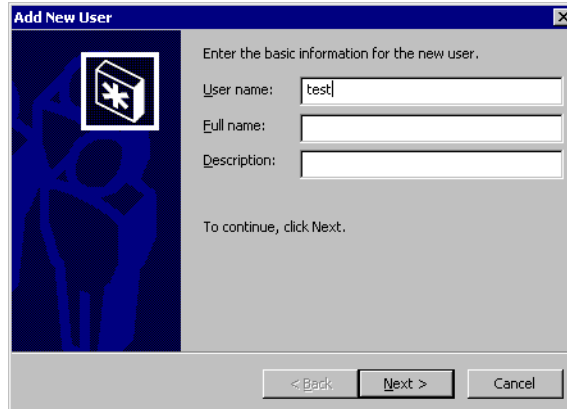 Add New User
Enter the basic information for the new user.
User name: test
Full name:
Description:
To continue, click Next.
< Back Next > Cancel